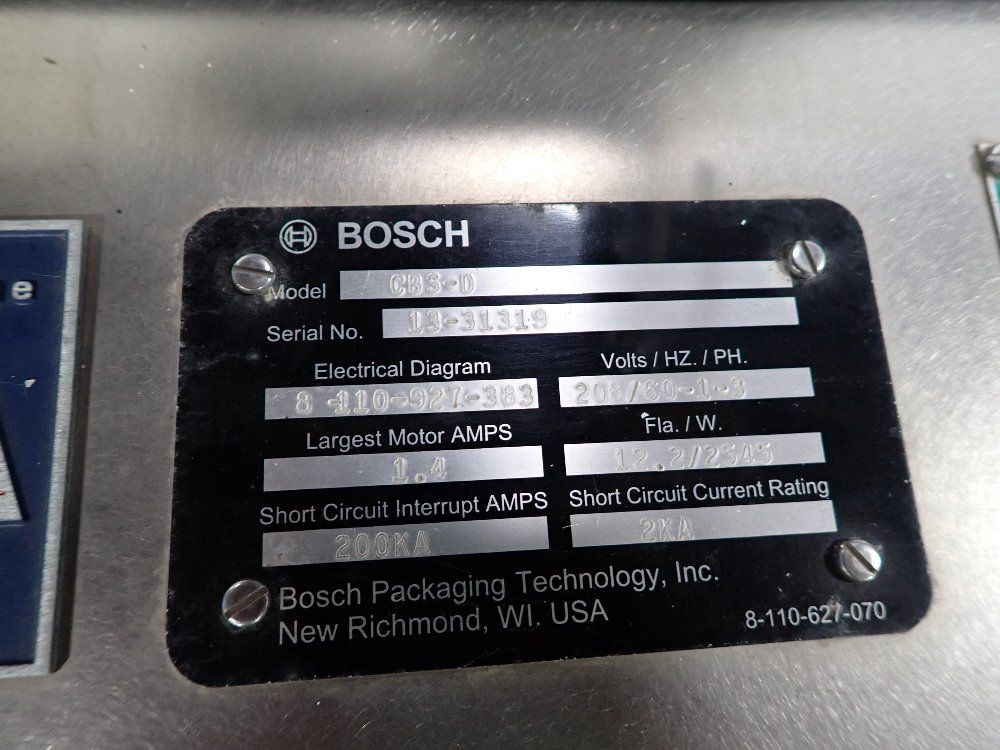 BOSCH
Model CBS-D
Serial No. 13-31319
Electrical Diagram Volts / HZ. / PH.
8-110-927-383 208/60-1-3
Largest Motor AMPS Fla. / W.
1.4 12.2/2545
Short Circuit Interrupt AMPS Short Circuit Current Rating
200KA 2KA
Bosch Packaging Technology, Inc.
New Richmond, WI. USA
8-110-627-070
e